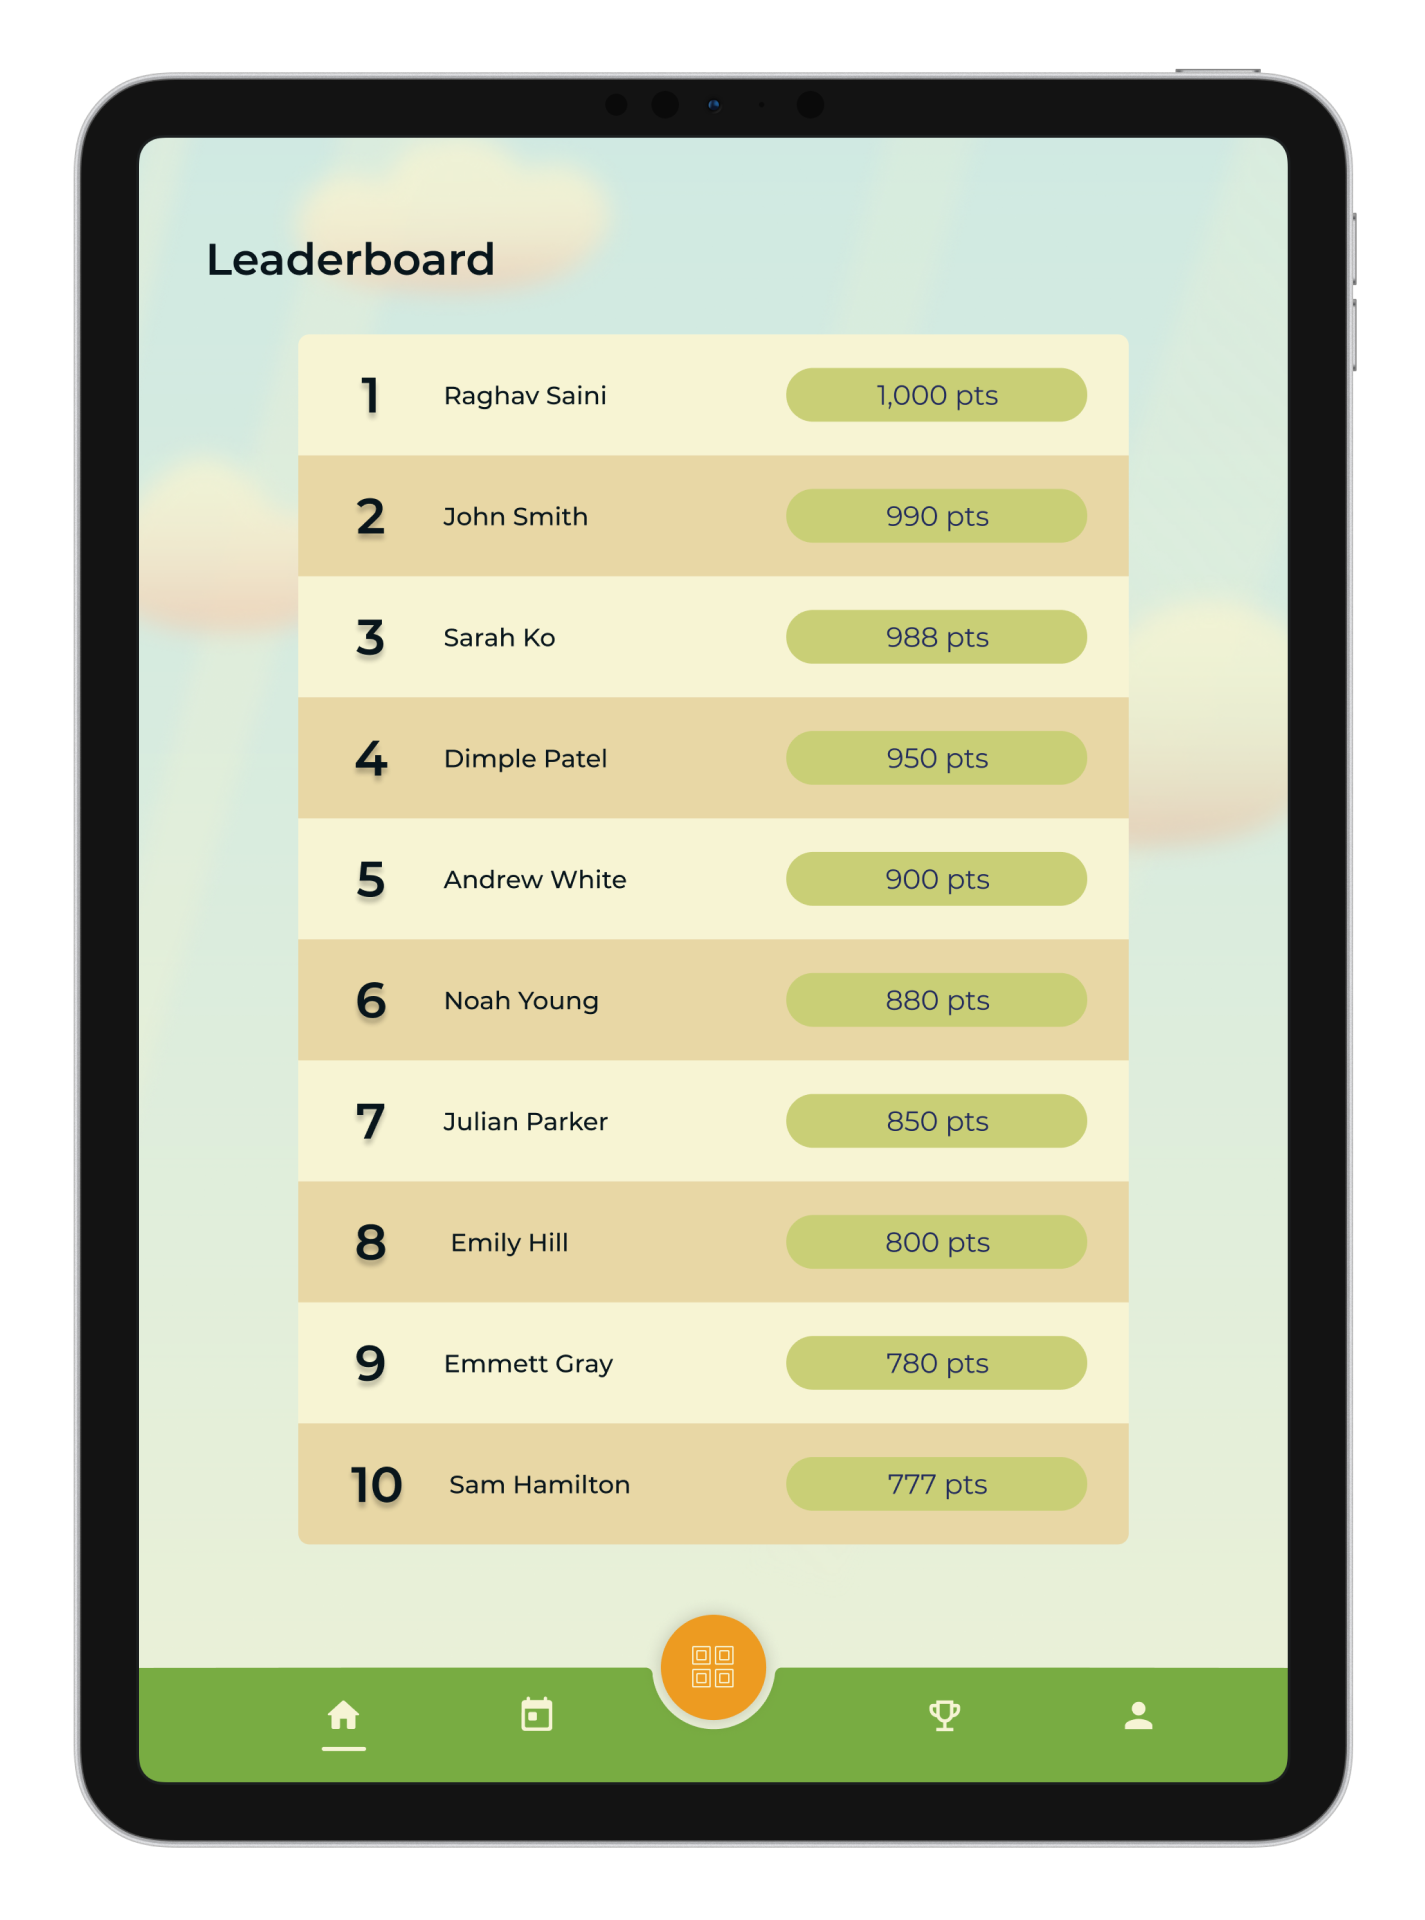 Leaderboard
1 Raghav Saini 1,000 pts
2 John Smith 990 pts
3 Sarah Ko 988 pts
4 Dimple Patel 950 pts
5 Andrew White 900 pts
6 Noah Young 880 pts
7 Julian Parker 850 pts
8 Emily Hill 800 pts
9 Emmett Gray 780 pts
10 Sam Hamilton 777 pts